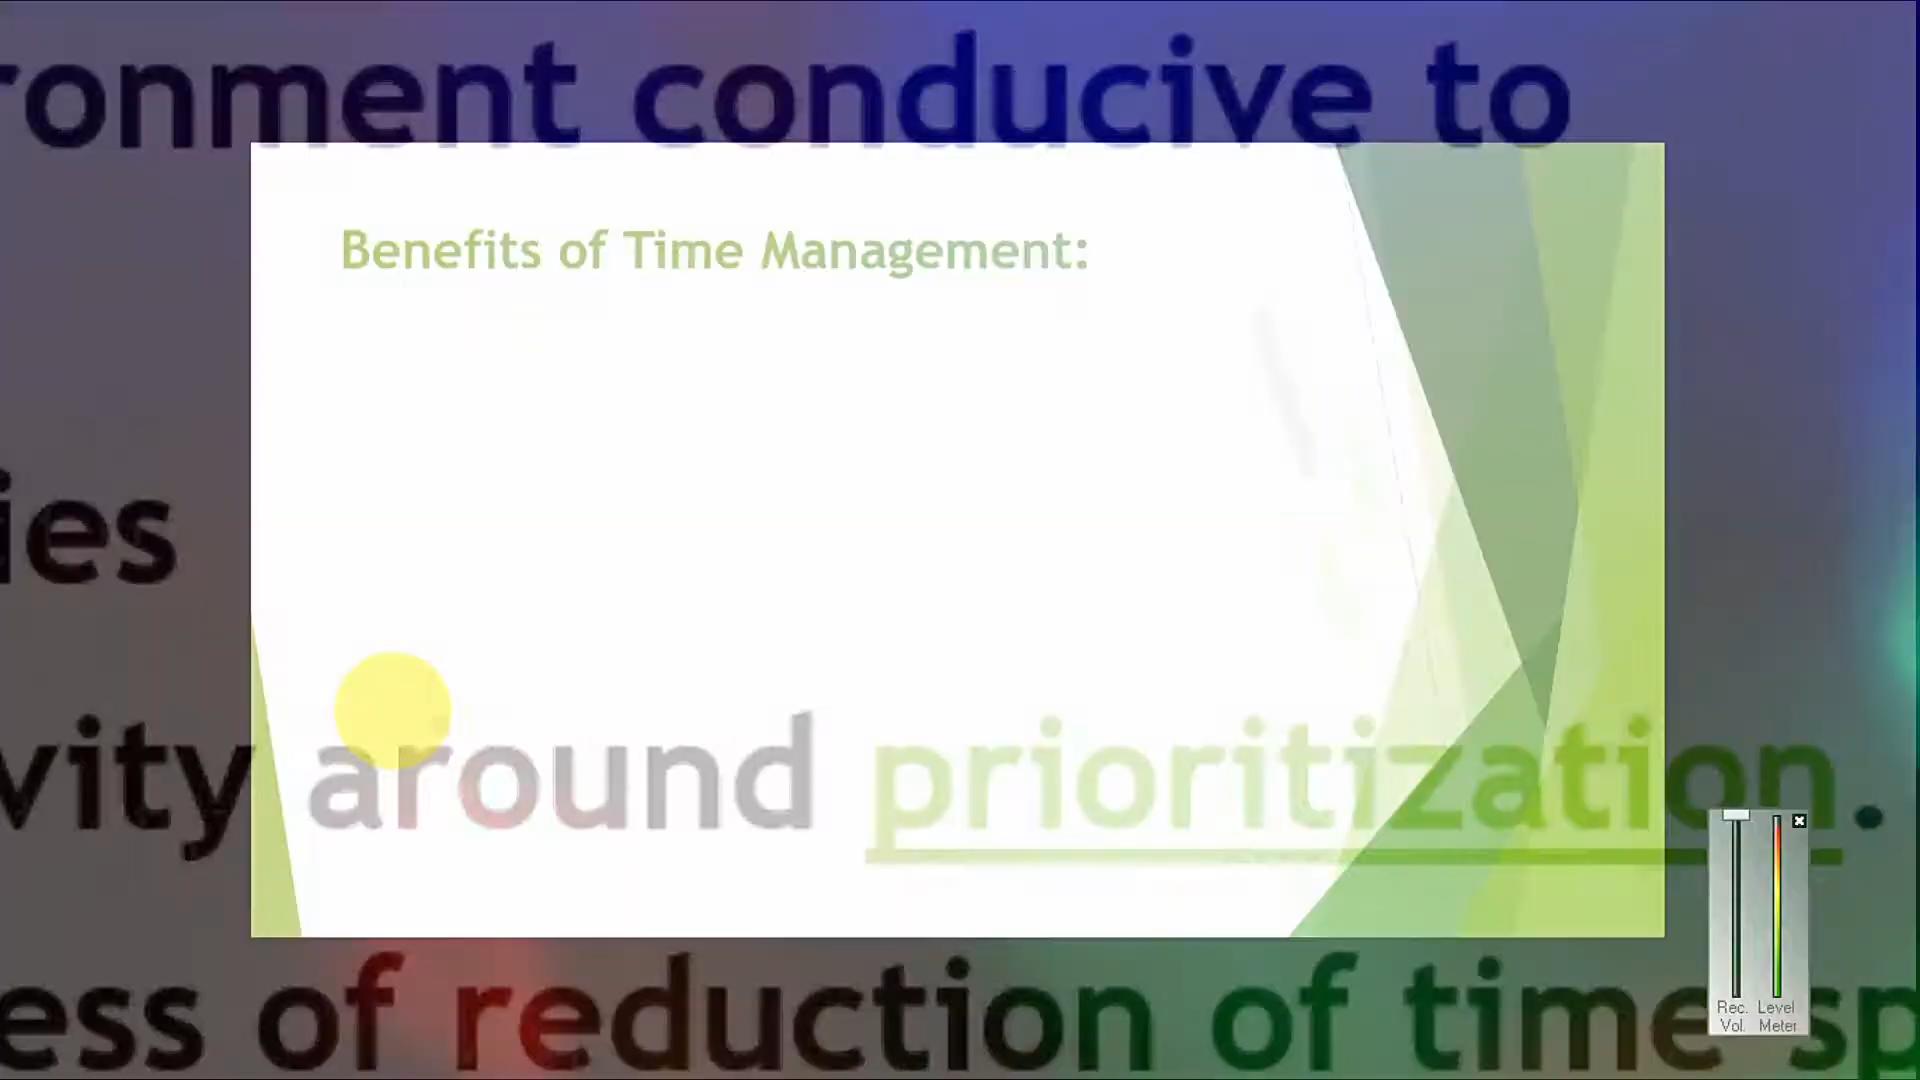 ronment conducive to
Benefits of Time Management:
ies
vity around prioritization.
ess of reduction of time sp
Rec. Level
Vol. Meter